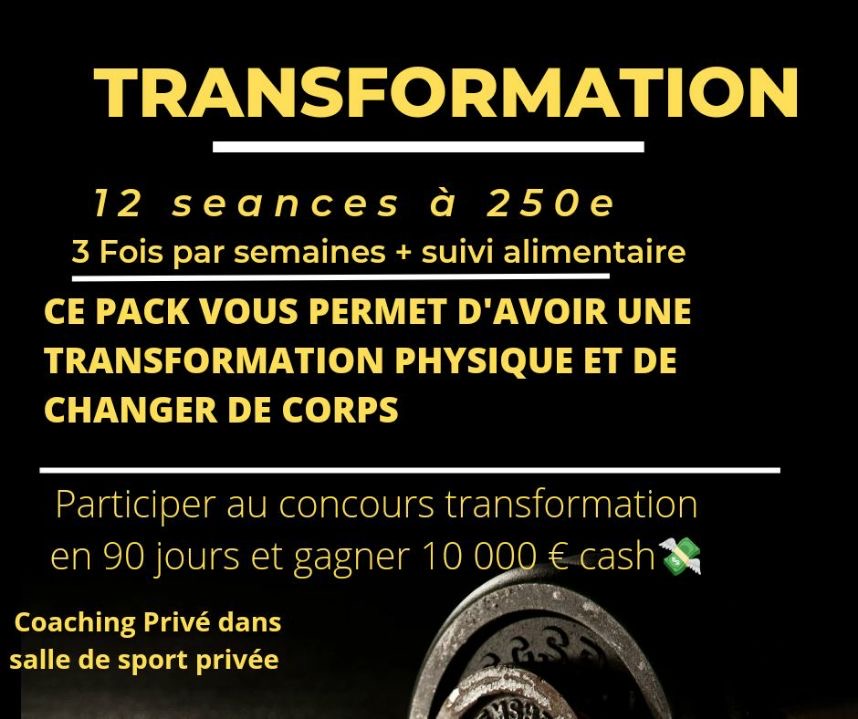 TRANSFORMATION
12 seances à 250e
3 Fois par semaines + suivi alimentaire
CE PACK VOUS PERMET D'AVOIR UNE
TRANSFORMATION PHYSIQUE ET DE
CHANGER DE CORPS
Participer au concours transformation
en 90 jours et gagner 10 000 € cash💸
Coaching Privé dans
salle de sport privée